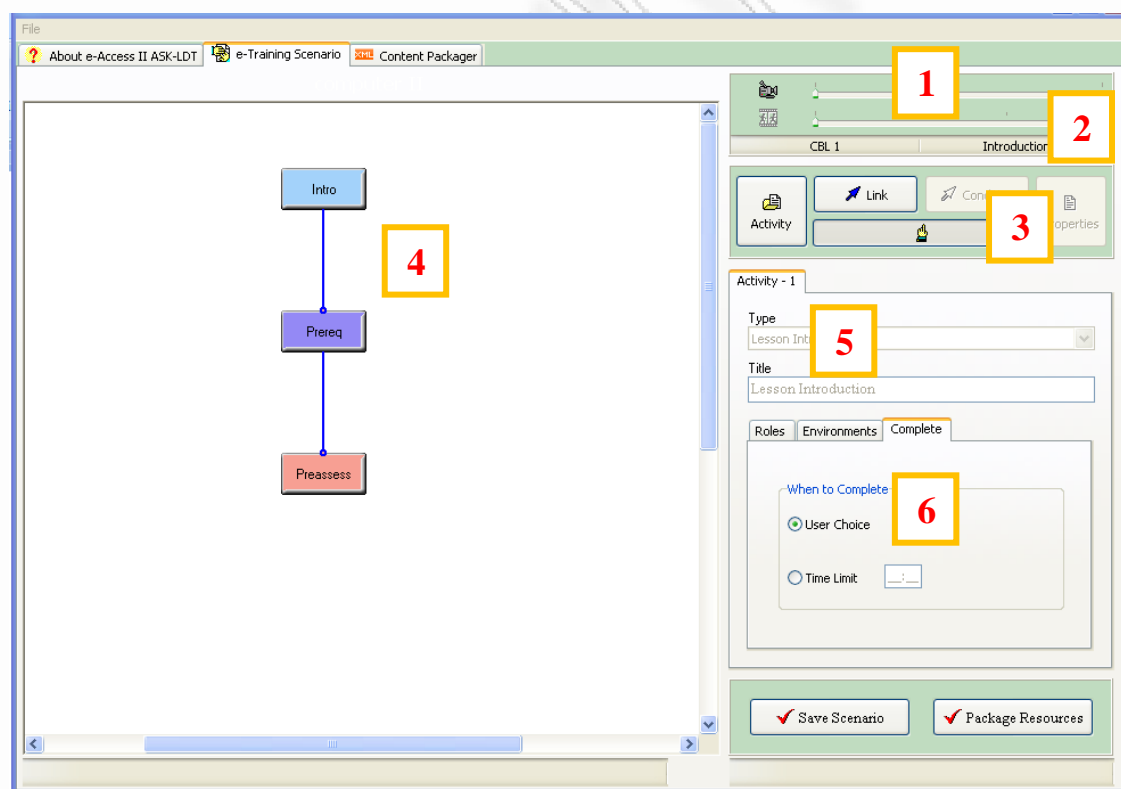 File
About e-Access II ASK-LDT e-Training Scenario Content Packager
1
2
CBL 1 Introduction
Intro
Activity
Link
3
4
Prereq
Preassess
Activity - 1
Type
5
Title
Lesson Introduction
Roles Environments Complete
When to Complete
6
User Choice
Time Limit __:__
Save Scenario Package Resources